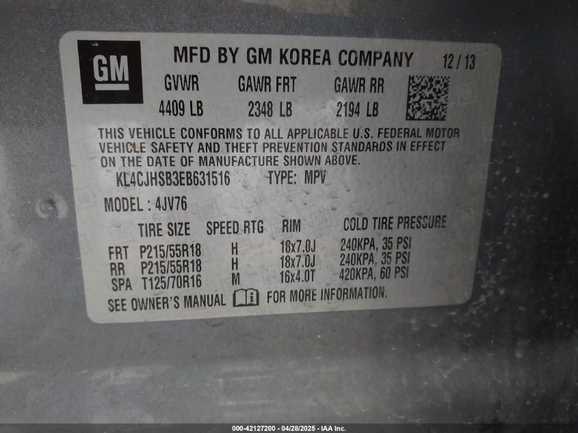 GM
MFD BY GM KOREA COMPANY 12/13
GVWR GAWR FRT GAWR RR
4409 LB 2348 LB 2194 LB
THIS VEHICLE CONFORMS TO ALL APPLICABLE U.S. FEDERAL MOTOR
VEHICLE SAFETY AND THEFT PREVENTION STANDARDS IN EFFECT
ON THE DATE OF MANUFACTURE SHOWN ABOVE.
KL4CJHSB3EB631516 TYPE: MPV
MODEL : 4JV76
TIRE SIZE SPEED RTG RIM COLD TIRE PRESSURE
FRT P215/55R18 H 18x7.0J 240KPA, 35 PSI
RR P215/55R18 H 18x7.0J 240KPA, 35 PSI
SPA T125/70R16 M 16x4.0T 420KPA, 60 PSI
SEE OWNER'S MANUAL FOR MORE INFORMATION.
000-42127200 - 04/28/2025 - IAA Inc.